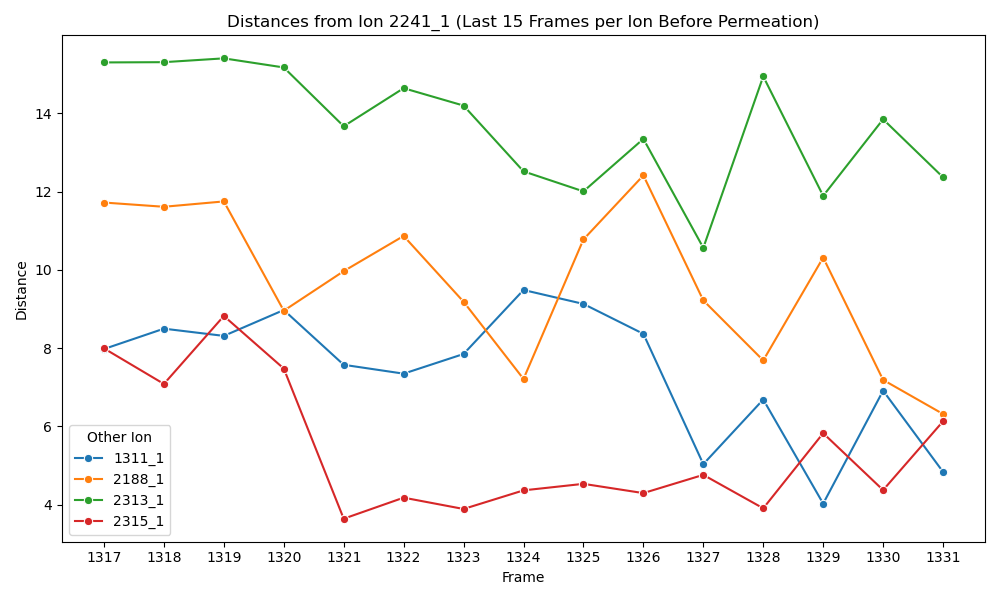 Distances from Ion 2241_1 (Last 15 Frames per Ion Before Permeation)
Distance
14
12
10
8
6
4
Other Ion
1311_1
2188_1
2313_1
2315_1
1317 1318 1319 1320 1321 1322 1323 1324 1325 1326 1327 1328 1329 1330 1331
Frame